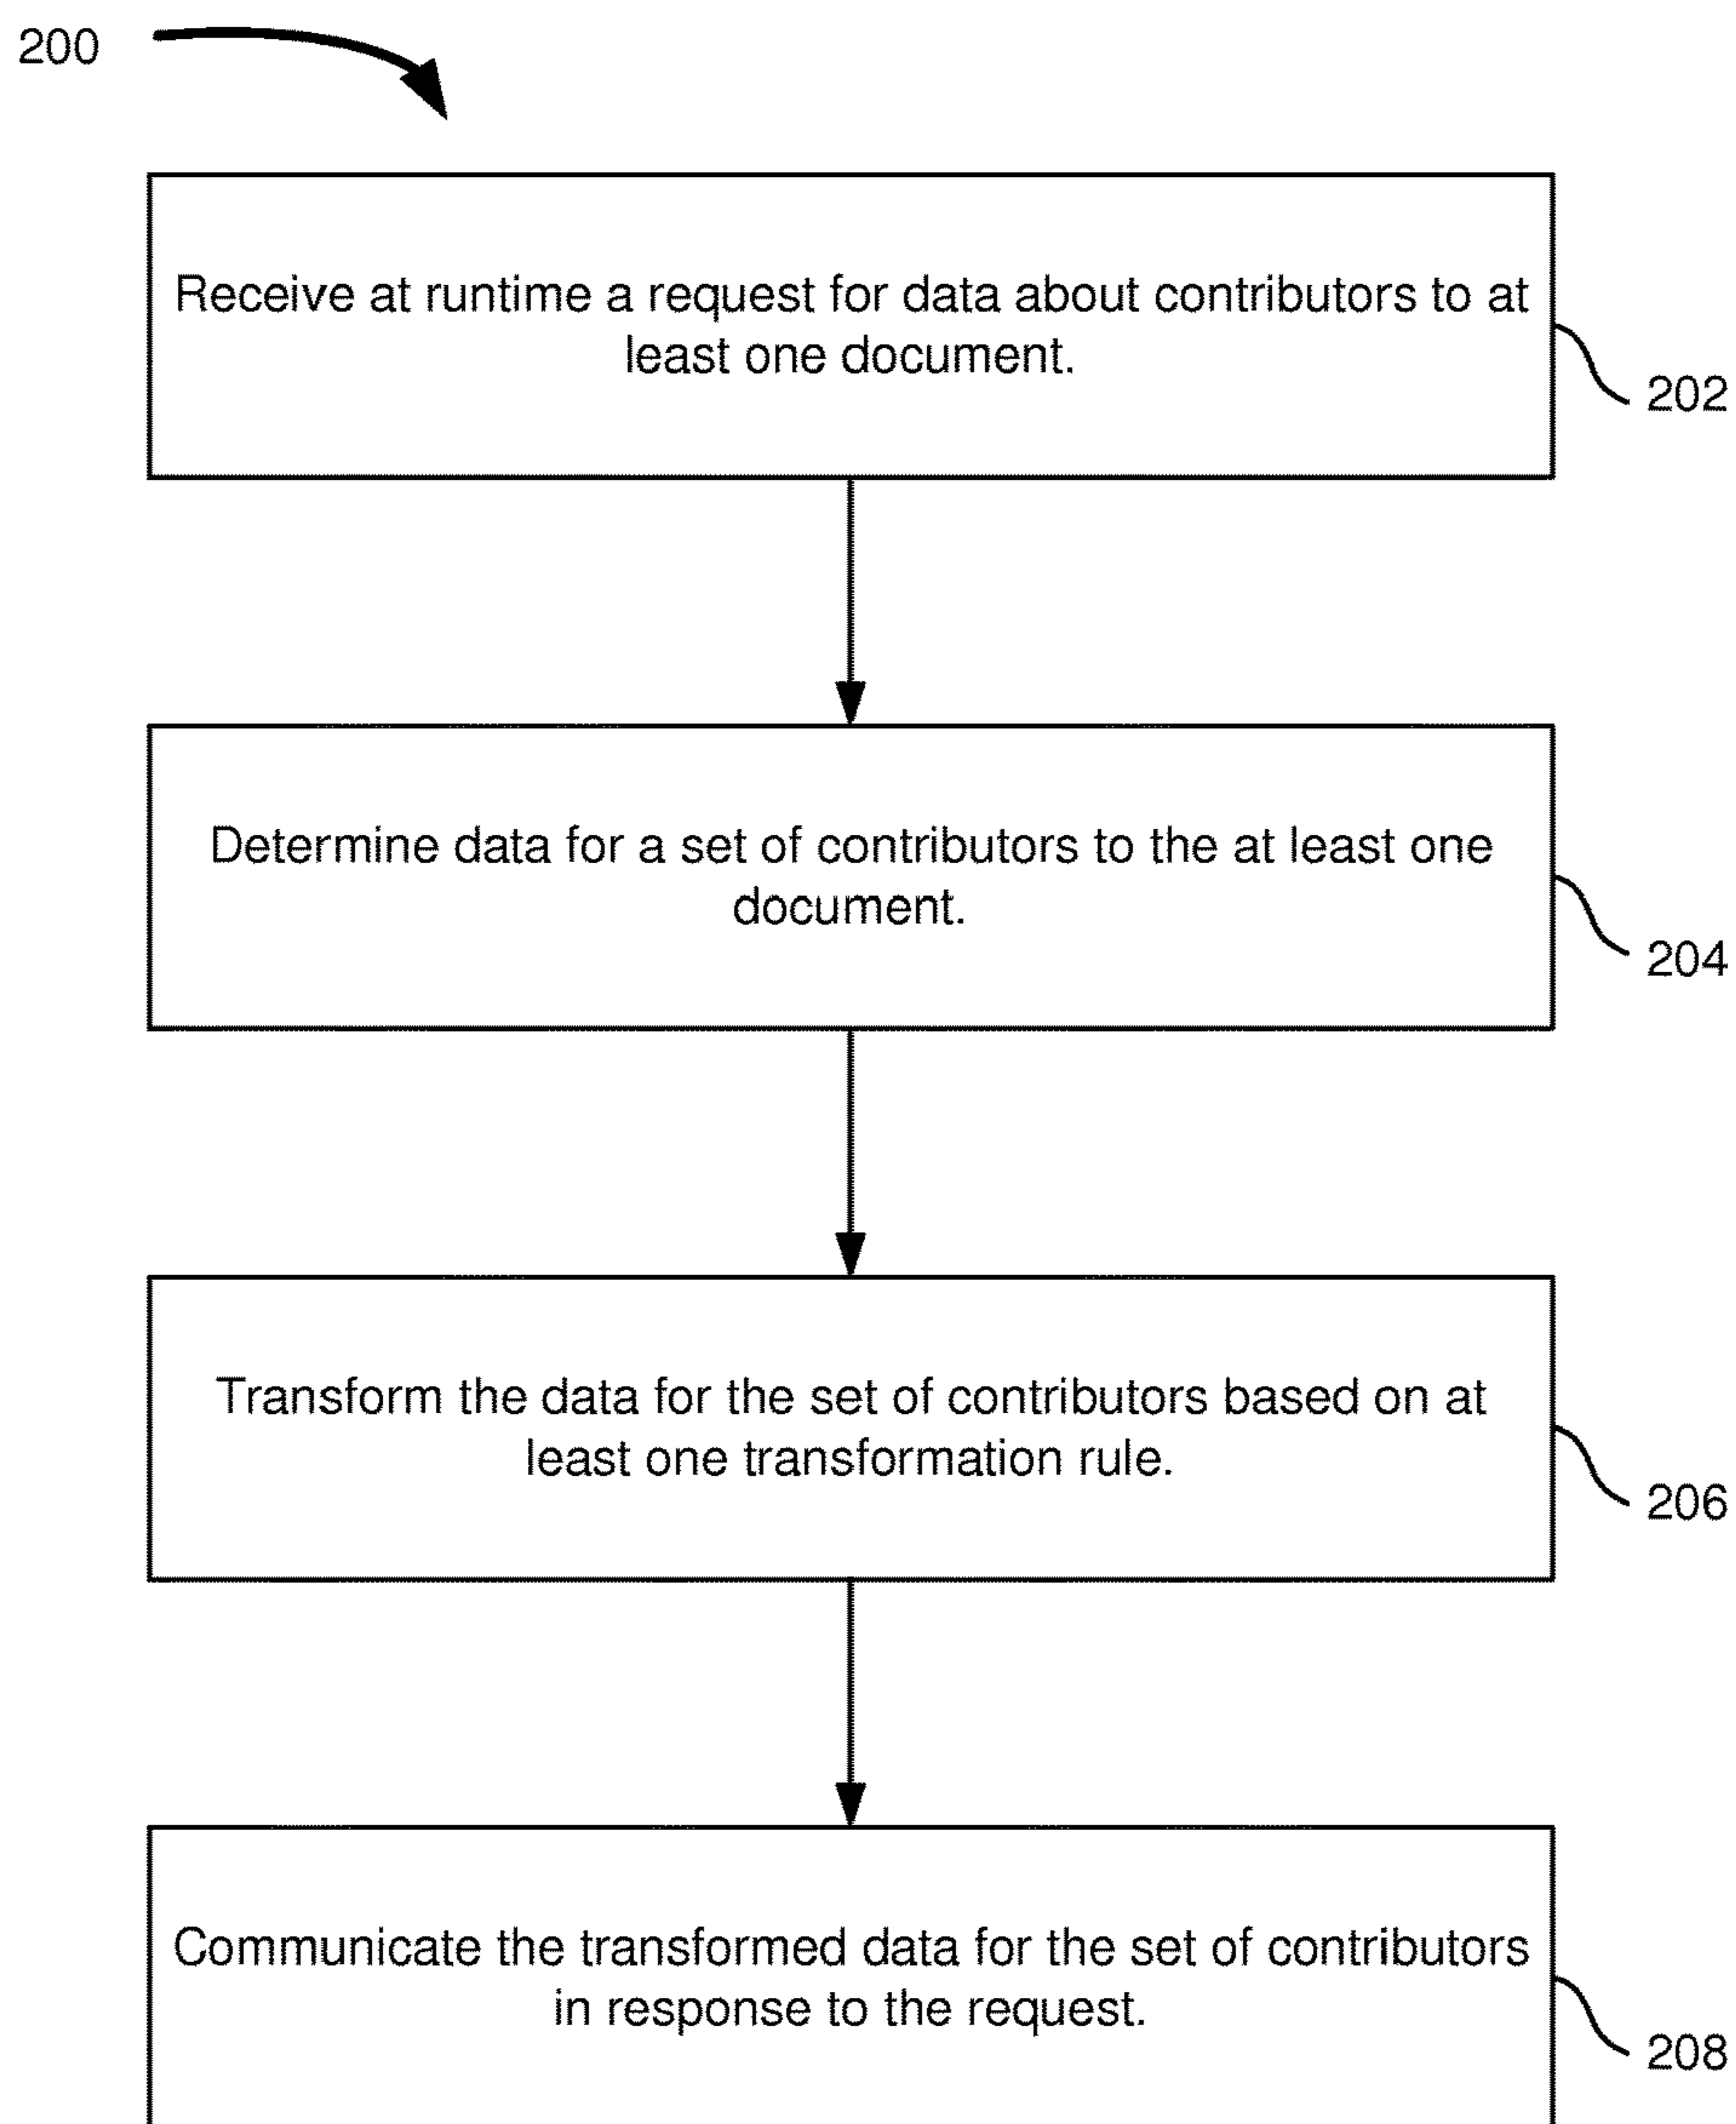 200
Receive at runtime a request for data about contributors to at
least one document.
202
Determine data for a set of contributors to the at least one
document.
204
Transform the data for the set of contributors based on at
least one transformation rule.
206
Communicate the transformed data for the set of contributors
in response to the request.
208